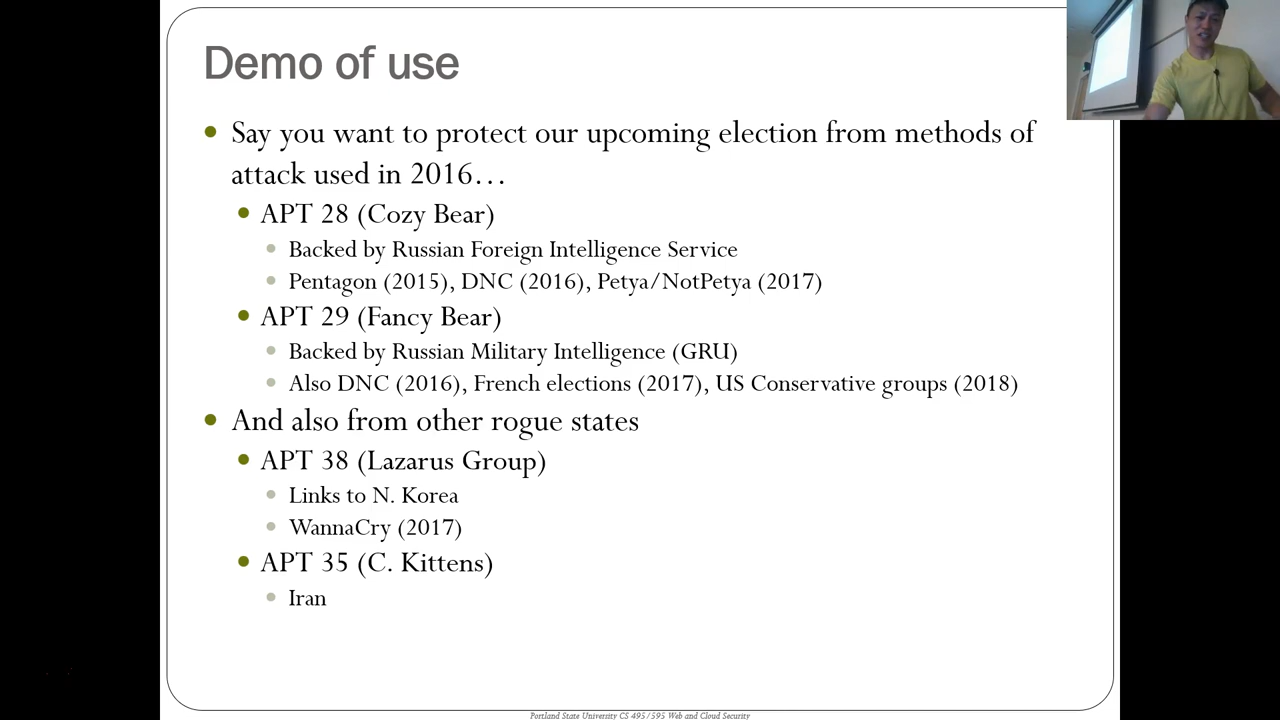 Demo of use
Say you want to protect our upcoming election from methods of
attack used in 2016…
APT 28 (Cozy Bear)
Backed by Russian Foreign Intelligence Service
Pentagon (2015), DNC (2016), Petya/NotPetya (2017)
APT 29 (Fancy Bear)
Backed by Russian Military Intelligence (GRU)
Also DNC (2016), French elections (2017), US Conservative groups (2018)
And also from other rogue states
APT 38 (Lazarus Group)
Links to N. Korea
WannaCry (2017)
APT 35 (C. Kittens)
Iran
Portland State University CS 495/595 Web and Cloud Security